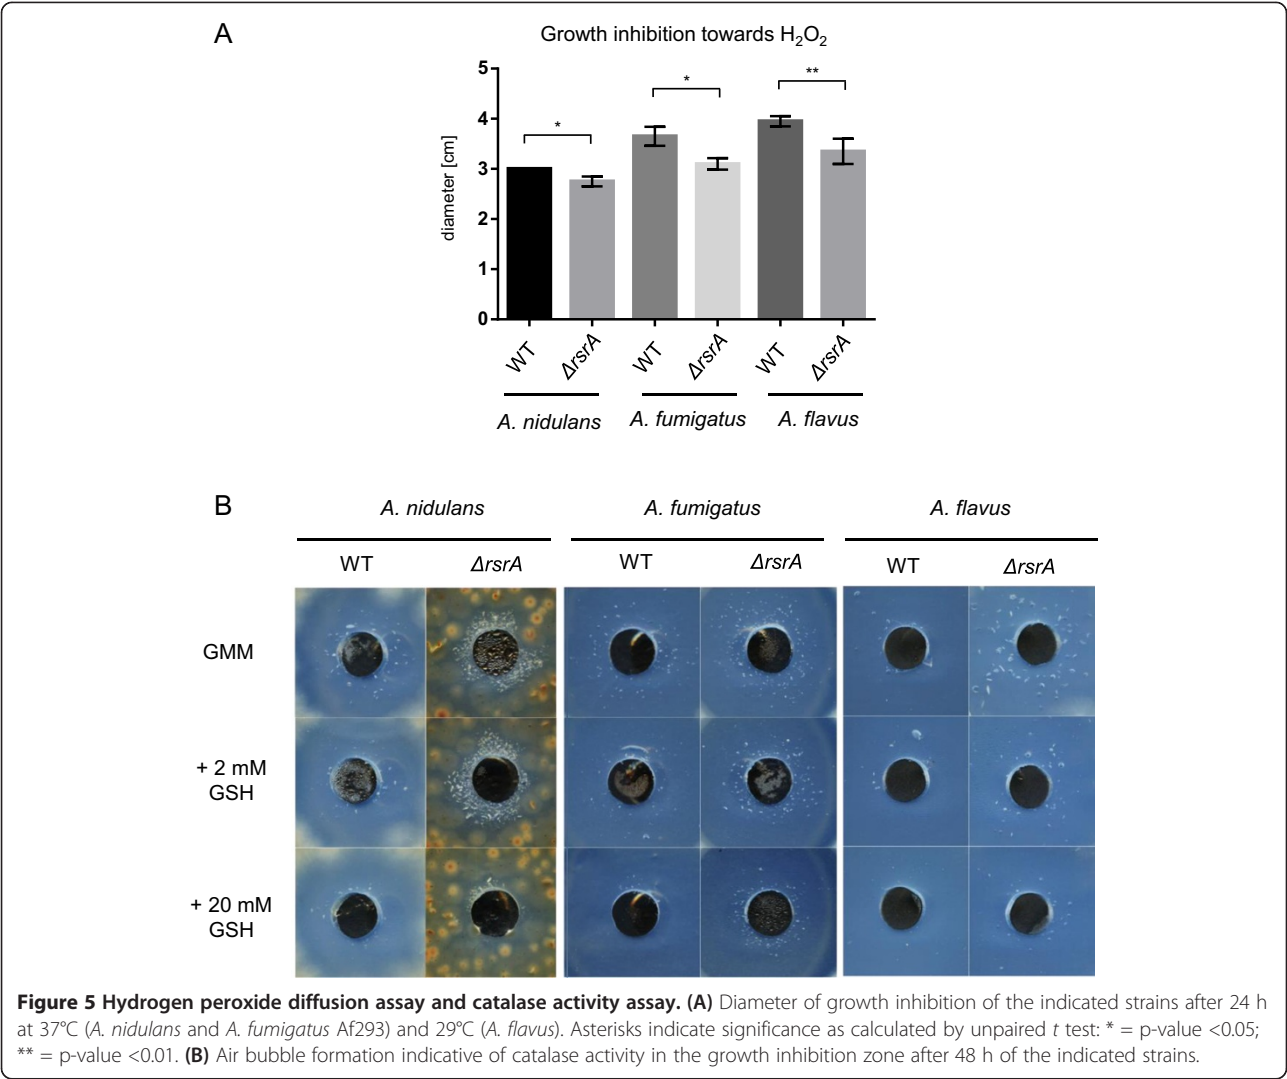 A
Growth inhibition towards H₂O₂
diameter [cm]
5
4
3
2
1
0
* * **
WT ΔrsrA WT ΔrsrA WT ΔrsrA
A. nidulans A. fumigatus A. flavus
B
A. nidulans A. fumigatus A. flavus
WT ΔrsrA WT ΔrsrA WT ΔrsrA
GMM
+ 2 mM
GSH
+ 20 mM
GSH
Figure 5 Hydrogen peroxide diffusion assay and catalase activity assay. (A) Diameter of growth inhibition of the indicated strains after 24 h
at 37°C (A. nidulans and A. fumigatus Af293) and 29°C (A. flavus). Asterisks indicate significance as calculated by unpaired t test: * = p-value <0.05;
** = p-value <0.01. (B) Air bubble formation indicative of catalase activity in the growth inhibition zone after 48 h of the indicated strains.